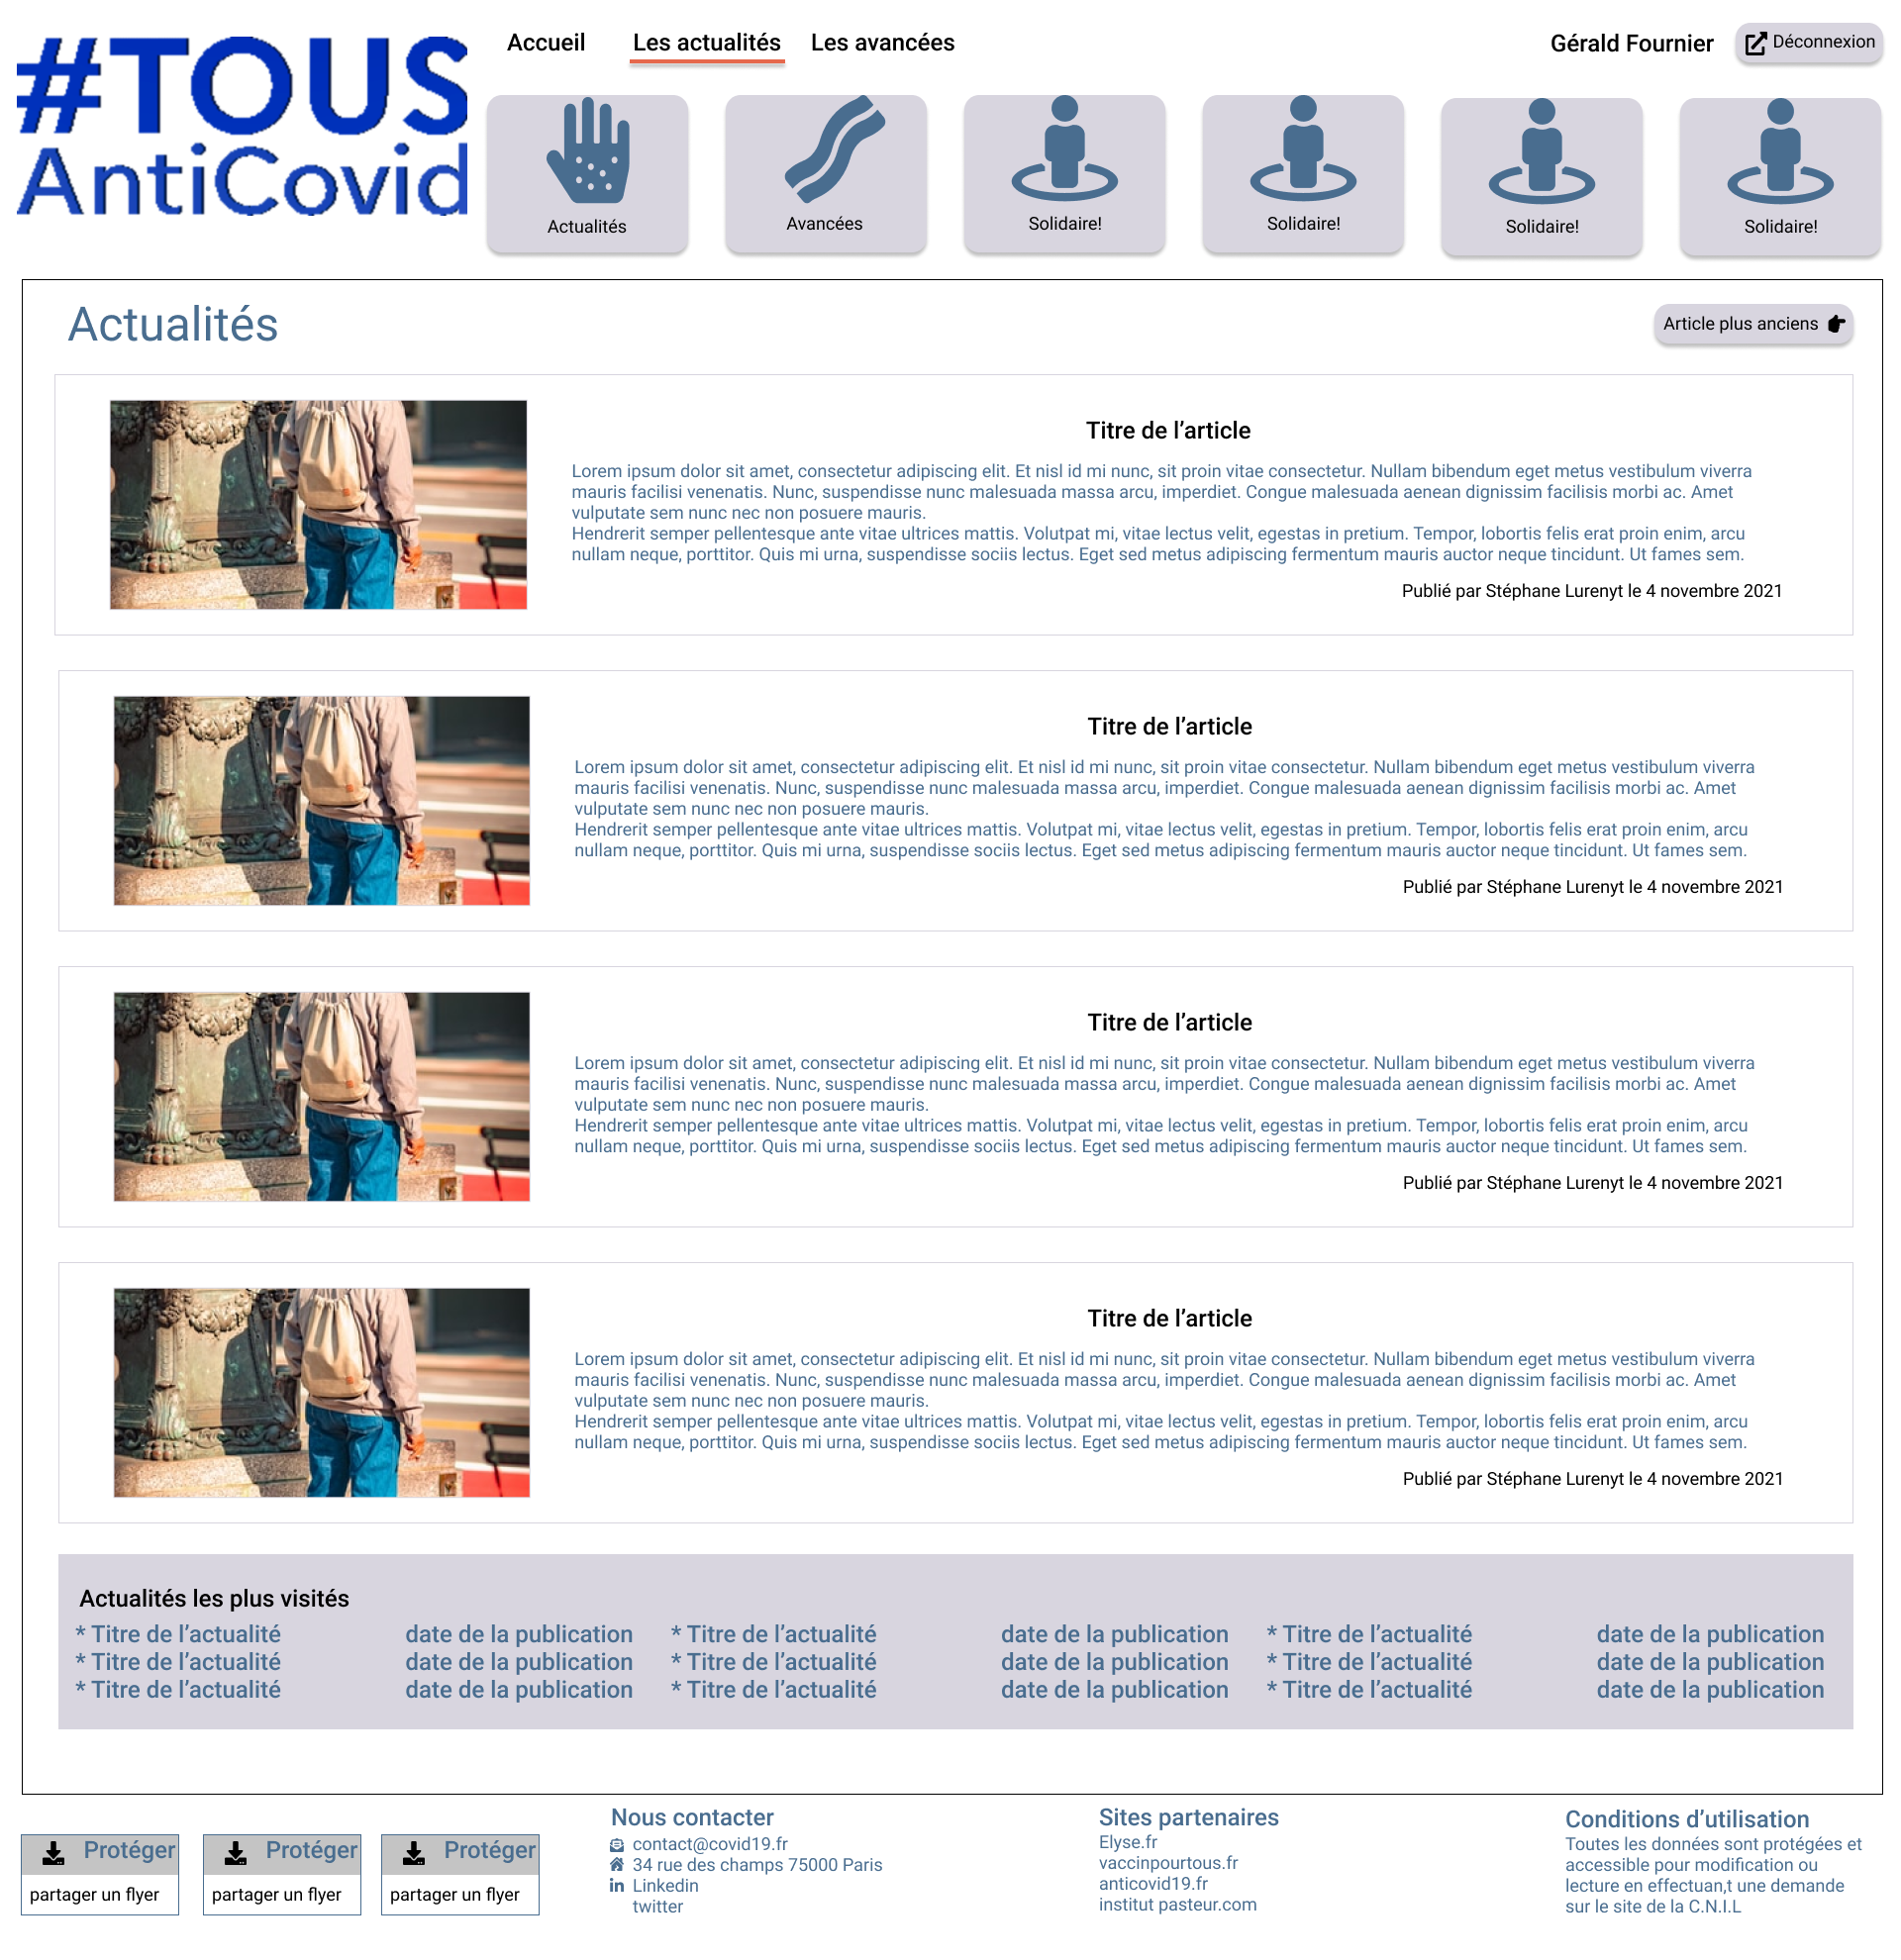 #TOUS
AntiCovid
Accueil Les actualités Les avancées
Gérald Fournier Déconnexion
Actualités Avancées Solidaire! Solidaire! Solidaire! Solidaire!
Actualités
Article plus anciens
Titre de l’article
Lorem ipsum dolor sit amet, consectetur adipiscing elit. Et nisl id mi nunc, sit proin vitae consectetur. Nullam bibendum eget metus vestibulum viverra
mauris facilisi venenatis. Nunc, suspendisse nunc malesuada massa arcu, imperdiet. Congue malesuada aenean dignissim facilisis morbi ac. Amet
vulputate sem nunc nec non posuere mauris.
Hendrerit semper pellentesque ante vitae ultrices mattis. Volutpat mi, vitae lectus velit, egestas in pretium. Tempor, lobortis felis erat proin enim, arcu
nullam neque, porttitor. Quis mi urna, suspendisse sociis lectus. Eget sed metus adipiscing fermentum mauris auctor neque tincidunt. Ut fames sem.
Publié par Stéphane Lurenyt le 4 novembre 2021
Titre de l’article
Lorem ipsum dolor sit amet, consectetur adipiscing elit. Et nisl id mi nunc, sit proin vitae consectetur. Nullam bibendum eget metus vestibulum viverra
mauris facilisi venenatis. Nunc, suspendisse nunc malesuada massa arcu, imperdiet. Congue malesuada aenean dignissim facilisis morbi ac. Amet
vulputate sem nunc nec non posuere mauris.
Hendrerit semper pellentesque ante vitae ultrices mattis. Volutpat mi, vitae lectus velit, egestas in pretium. Tempor, lobortis felis erat proin enim, arcu
nullam neque, porttitor. Quis mi urna, suspendisse sociis lectus. Eget sed metus adipiscing fermentum mauris auctor neque tincidunt. Ut fames sem.
Publié par Stéphane Lurenyt le 4 novembre 2021
Titre de l’article
Lorem ipsum dolor sit amet, consectetur adipiscing elit. Et nisl id mi nunc, sit proin vitae consectetur. Nullam bibendum eget metus vestibulum viverra
mauris facilisi venenatis. Nunc, suspendisse nunc malesuada massa arcu, imperdiet. Congue malesuada aenean dignissim facilisis morbi ac. Amet
vulputate sem nunc nec non posuere mauris.
Hendrerit semper pellentesque ante vitae ultrices mattis. Volutpat mi, vitae lectus velit, egestas in pretium. Tempor, lobortis felis erat proin enim, arcu
nullam neque, porttitor. Quis mi urna, suspendisse sociis lectus. Eget sed metus adipiscing fermentum mauris auctor neque tincidunt. Ut fames sem.
Publié par Stéphane Lurenyt le 4 novembre 2021
Titre de l’article
Lorem ipsum dolor sit amet, consectetur adipiscing elit. Et nisl id mi nunc, sit proin vitae consectetur. Nullam bibendum eget metus vestibulum viverra
mauris facilisi venenatis. Nunc, suspendisse nunc malesuada massa arcu, imperdiet. Congue malesuada aenean dignissim facilisis morbi ac. Amet
vulputate sem nunc nec non posuere mauris.
Hendrerit semper pellentesque ante vitae ultrices mattis. Volutpat mi, vitae lectus velit, egestas in pretium. Tempor, lobortis felis erat proin enim, arcu
nullam neque, porttitor. Quis mi urna, suspendisse sociis lectus. Eget sed metus adipiscing fermentum mauris auctor neque tincidunt. Ut fames sem.
Publié par Stéphane Lurenyt le 4 novembre 2021
Actualités les plus visités
* Titre de l’actualité date de la publication * Titre de l’actualité date de la publication * Titre de l’actualité date de la publication
* Titre de l’actualité date de la publication * Titre de l’actualité date de la publication * Titre de l’actualité date de la publication
* Titre de l’actualité date de la publication * Titre de l’actualité date de la publication * Titre de l’actualité date de la publication
Protéger
partager un flyer
Protéger
partager un flyer
Protéger
partager un flyer
Nous contacter
contact@covid19.fr
34 rue des champs 75000 Paris
Linkedin
twitter
Sites partenaires
Elyse.fr
vaccinpourtous.fr
anticovid19.fr
institut pasteur.com
Conditions d’utilisation
Toutes les données sont protégées et
accessible pour modification ou
lecture en effectuan,t une demande
sur le site de la C.N.I.L